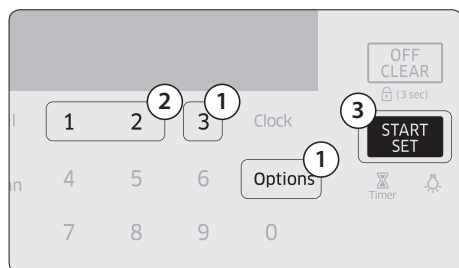 OFF
CLEAR
(3 sec)
2 1 3
1 2 3 Clock START
SET
1
4 5 6 Options
Timer
7 8 9 0